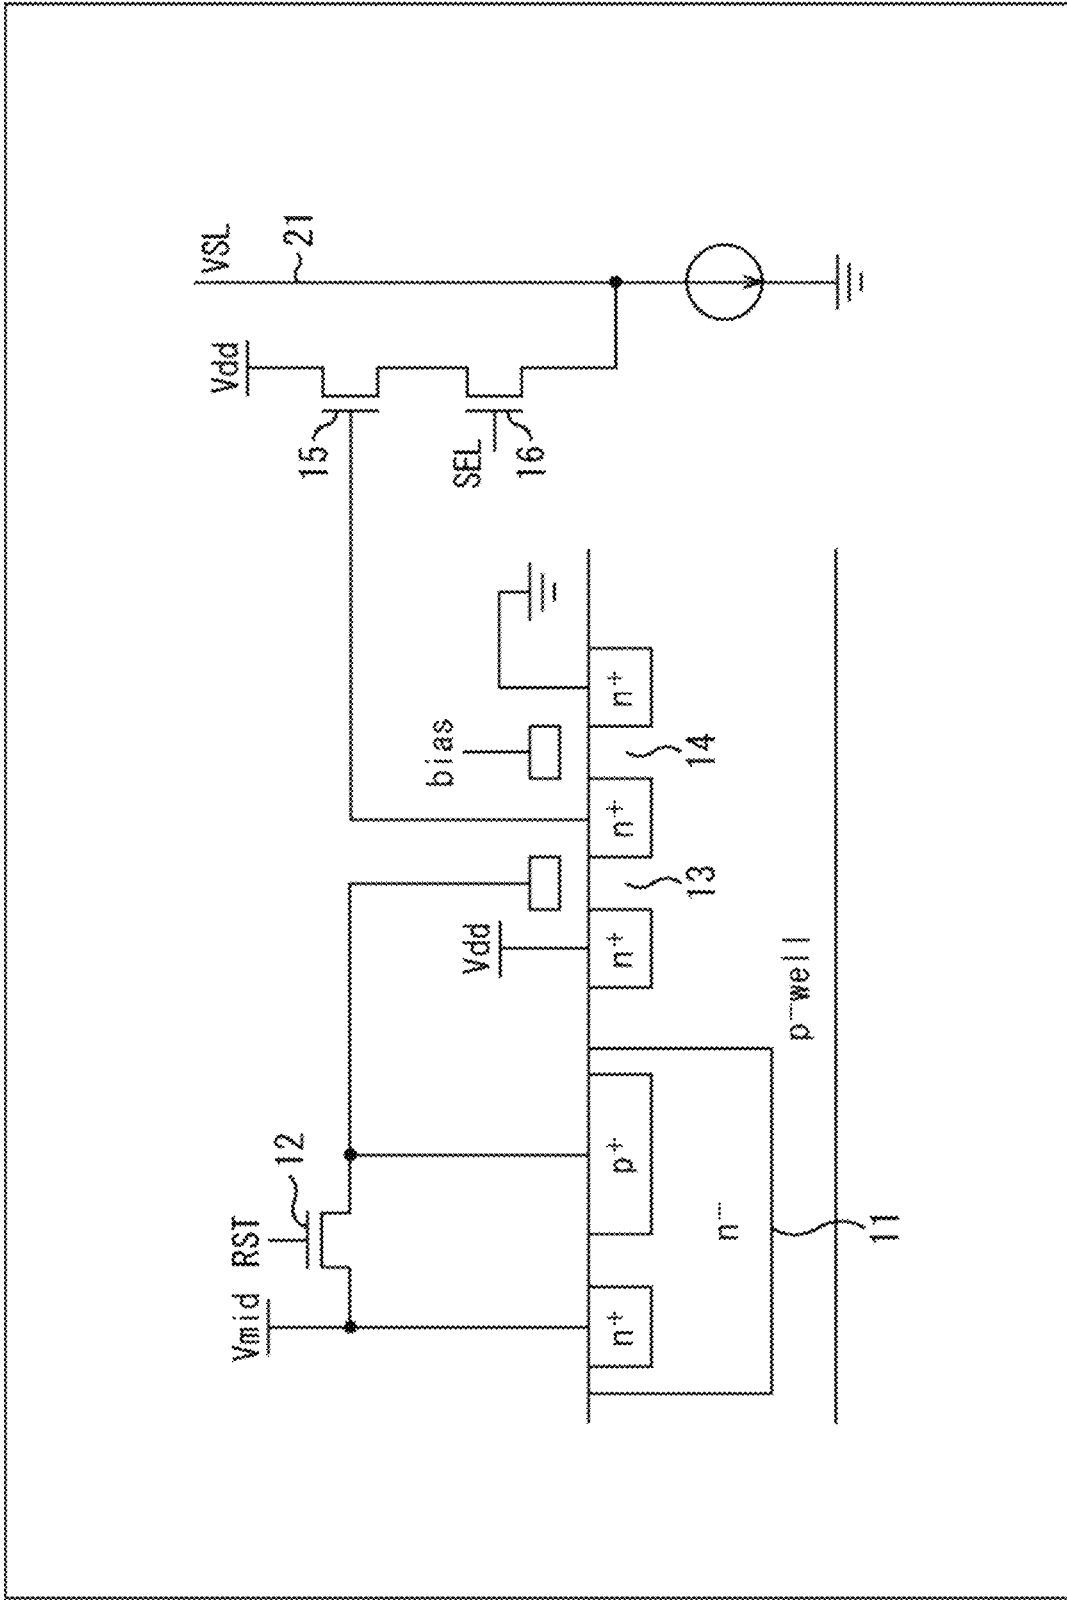 Vmid
RST
12
Vdd
15
VSL
21
SEL
16
Vdd
bias
n⁺
p⁺
n⁺
n⁺
n⁺
13
14
n⁻
p⁻well
11